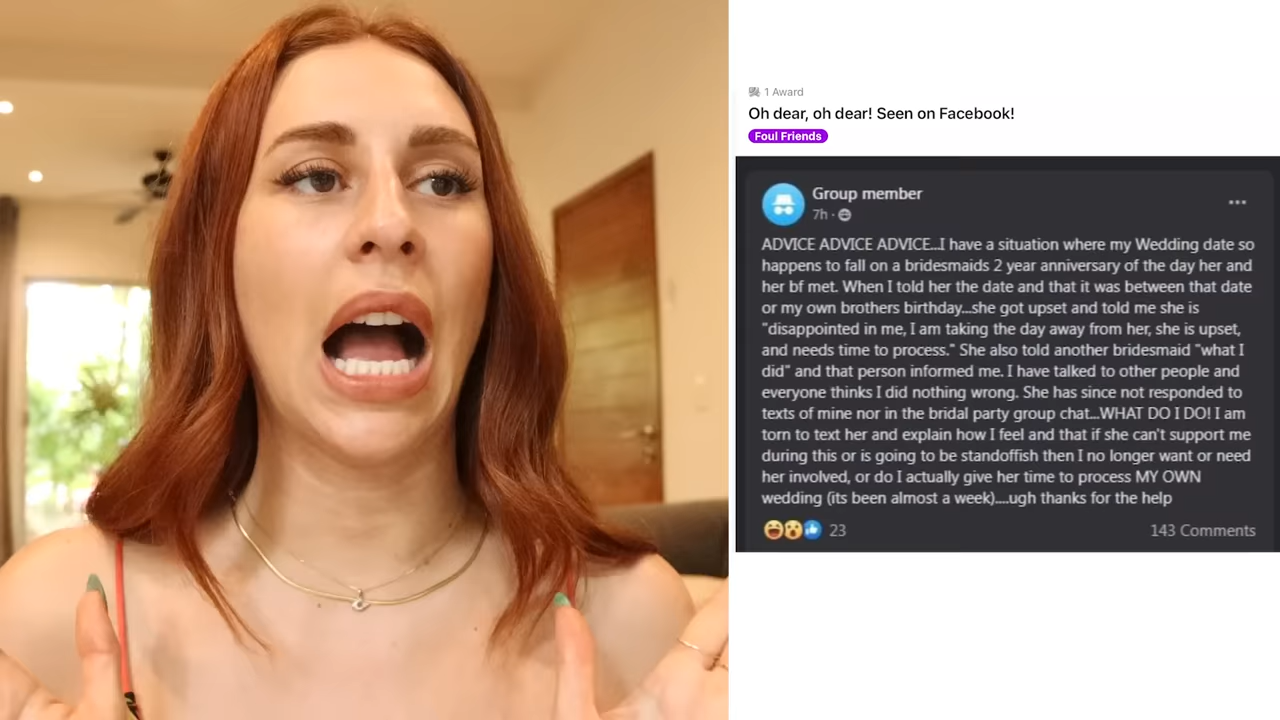 1 Award
Oh dear, oh dear! Seen on Facebook!
Foul Friends
Group member
7h ·
ADVICE ADVICE ADVICE...I have a situation where my Wedding date so
happens to fall on a bridesmaids 2 year anniversary of the day her and
her bf met. When I told her the date and that it was between that date
or my own brothers birthday...she got upset and told me she is
"disappointed in me, I am taking the day away from her, she is upset,
and needs time to process." She also told another bridesmaid "what I
did" and that person informed me. I have talked to other people and
everyone thinks I did nothing wrong. She has since not responded to
texts of mine nor in the bridal party group chat...WHAT DO I DO! I am
torn to text her and explain how I feel and that if she can't support me
during this or is going to be standoffish then I no longer want or need
her involved, or do I actually give her time to process MY OWN
wedding (its been almost a week)....ugh thanks for the help
23
143 Comments